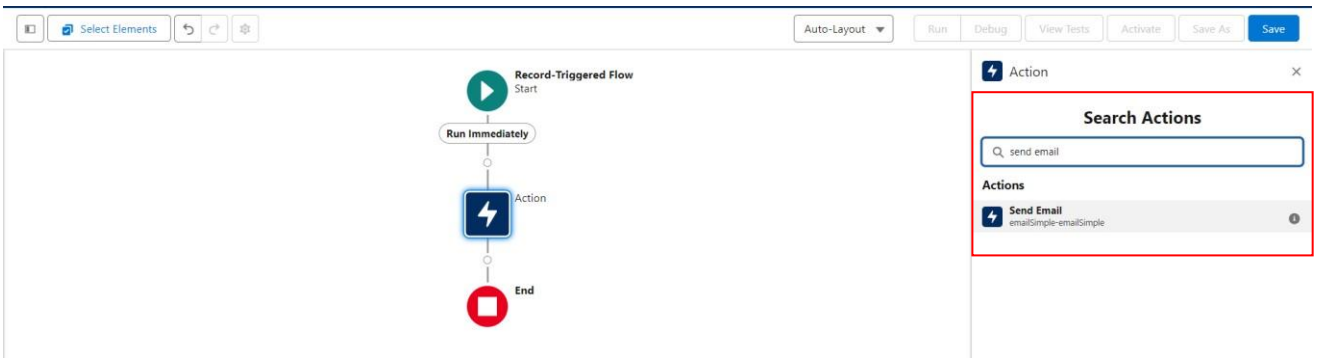 Select Elements
Auto-Layout
Run
Debug
View Tests
Activate
Save As
Save
Record-Triggered Flow
Start
Run Immediately
Action
End
Action
Search Actions
send email
Actions
Send Email
emailSimple-emailSimple